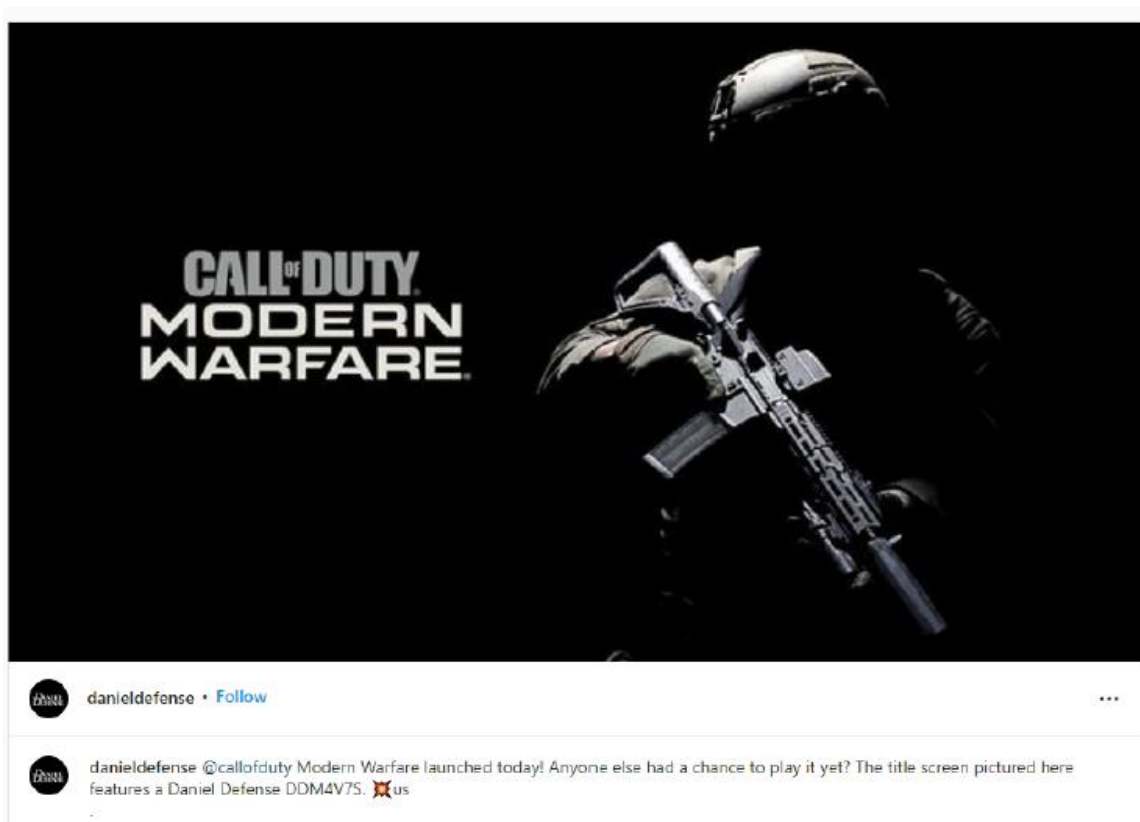 CALL OF DUTY
MODERN
WARFARE
danieldefense • Follow
danieldefense @callofduty Modern Warfare launched today! Anyone else had a chance to play it yet? The title screen pictured here
features a Daniel Defense DDM4V7S. 💥us
.